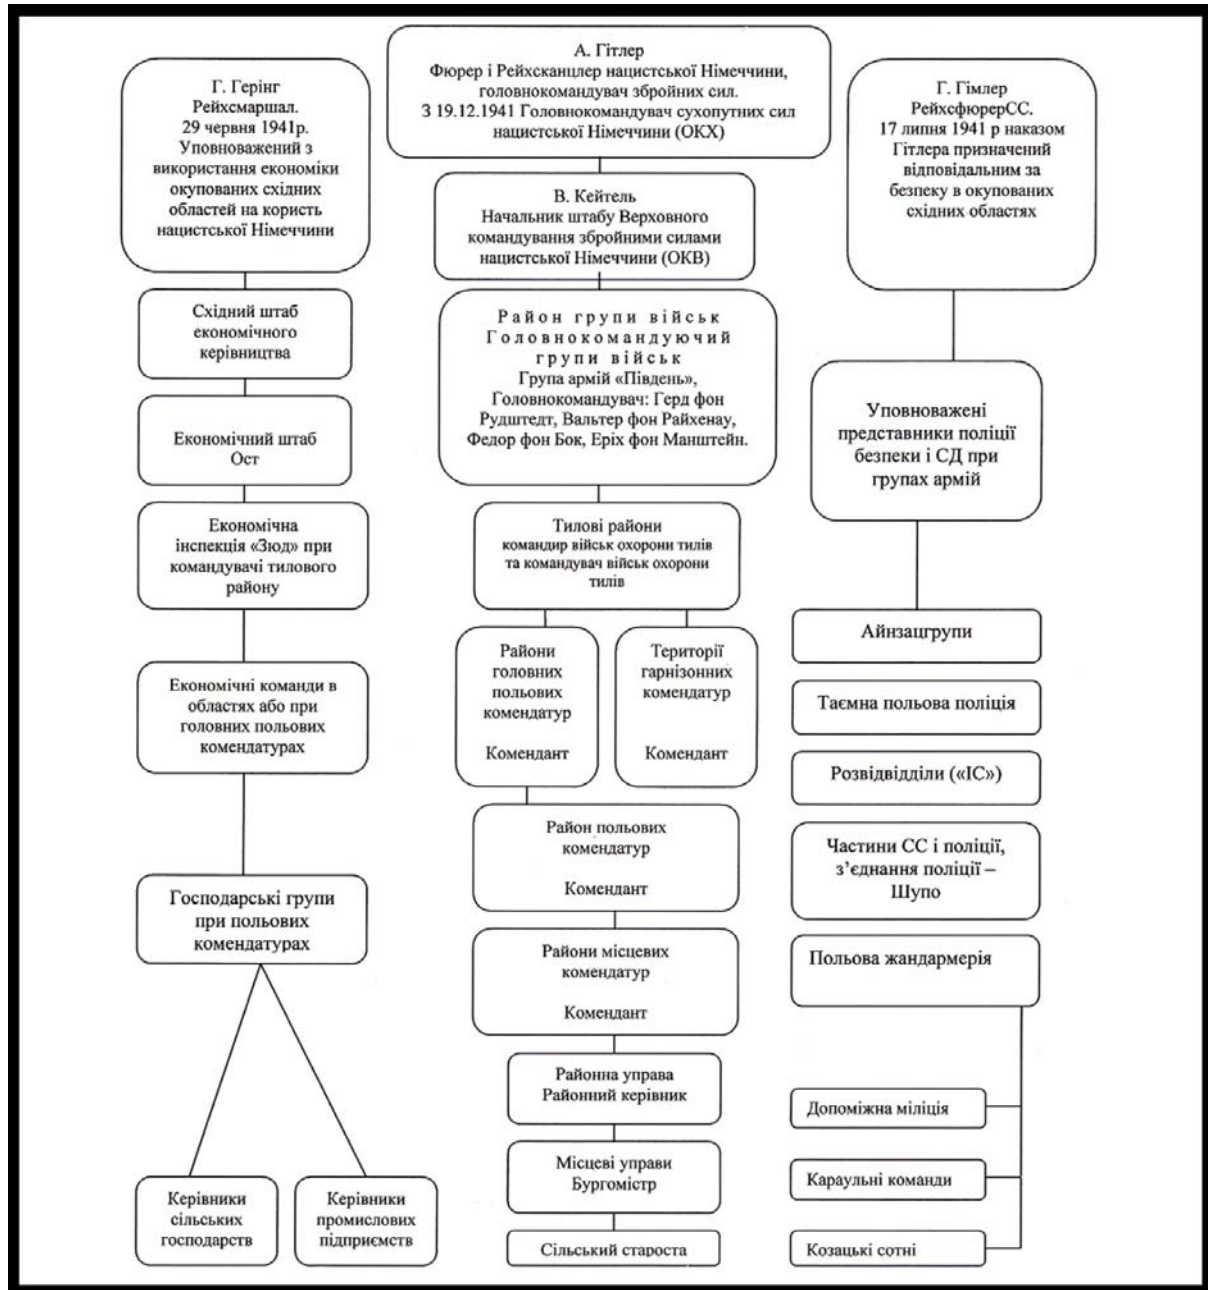 А. Гітлер
Фюрер і Рейхсканцлер нацистської Німеччини,
головнокомандувач збройних сил.
З 19.12.1941 Головнокомандувач сухопутних сил
нацистської Німеччини (ОКХ)
Г. Герінг
Рейхсмаршал.
29 червня 1941р.
Уповноважений з
використання економіки
окупованих східних
областей на користь
нацистської Німеччини
Г. Гімлер
РейхсфюрерСС.
17 липня 1941 р наказом
Гітлера призначений
відповідальним за
безпеку в окупованих
східних областях
В. Кейтель
Начальник штабу Верховного
командування збройними силами
нацистської Німеччини (ОКВ)
Східний штаб
економічного
керівництва
Район групи військ
Головнокомандуючий
групи військ
Група армій «Південь»,
Головнокомандувач: Герд фон
Рудштедт, Вальтер фон Райхенау,
Федор фон Бок, Еріх фон Манштейн.
Уповноважені
представники поліції
безпеки і СД при
групах армій
Економічний штаб
Ост
Економічна
інспекція «Зюд» при
командувачі тилового
району
Тилові райони
командир військ охорони тилів
та командувач військ охорони
тилів
Айнзацгрупи
Райони
головних
польових
комендатур
Комендант
Території
гарнізонних
комендатур
Комендант
Економічні команди в
областях або при
головних польових
комендатурах
Таємна польова поліція
Розвідвідділи («ІС»)
Район польових
комендатур
Комендант
Частини СС і поліції,
з’єднання поліції –
Шупо
Господарські групи
при польових
комендатурах
Райони місцевих
комендатур
Комендант
Польова жандармерія
Районна управа
Районний керівник
Допоміжна міліція
Місцеві управи
Бургомістр
Караульні команди
Керівники
сільських
господарств
Керівники
промислових
підприємств
Сільський староста
Козацькі сотні